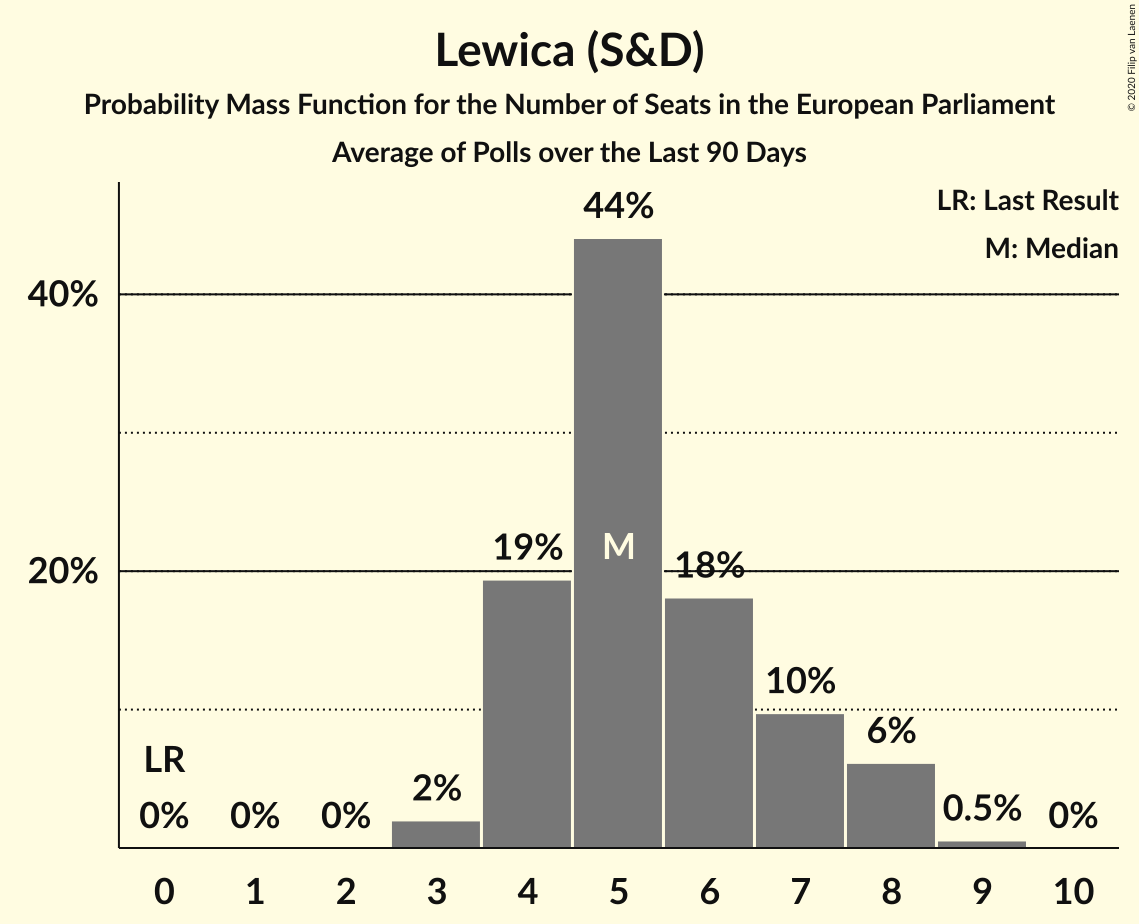 Lewica (S&D)
Probability Mass Function for the Number of Seats in the European Parliament
Average of Polls over the Last 90 Days
© 2020 Filip van Laenen
LR: Last Result
M: Median
44%
40%
19%
M
18%
20%
10%
6%
LR
2%
0%
0%
0%
0.5%
0%
0 1 2 3 4 5 6 7 8 9 10